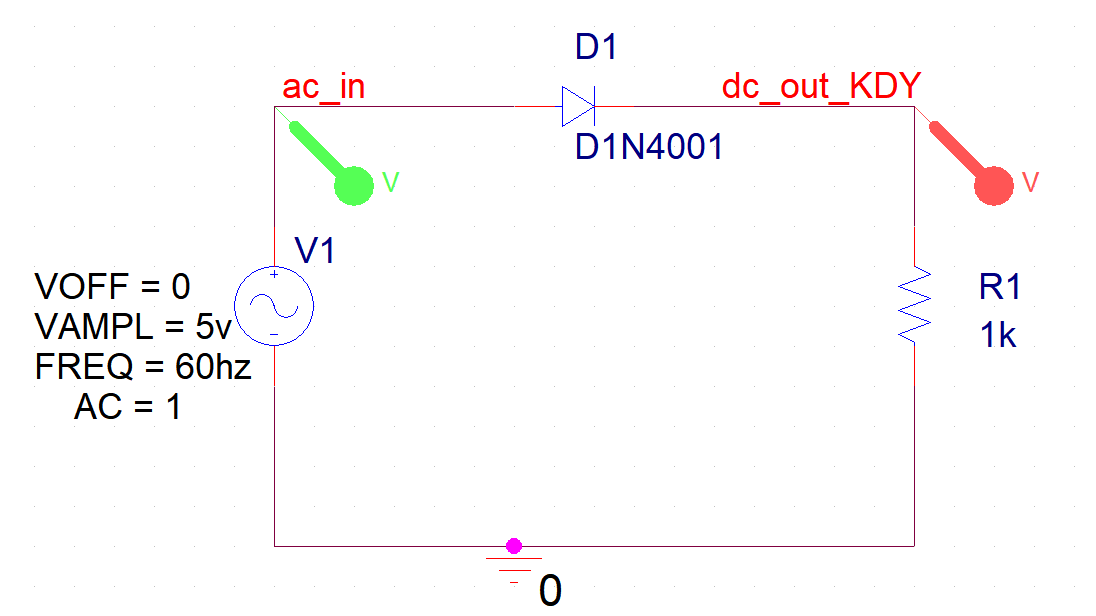 D1
ac_in
dc_out_KDY
D1N4001
V
V
V1
VOFF = 0
VAMPL = 5v
FREQ = 60hz
AC = 1
R1
1k
0